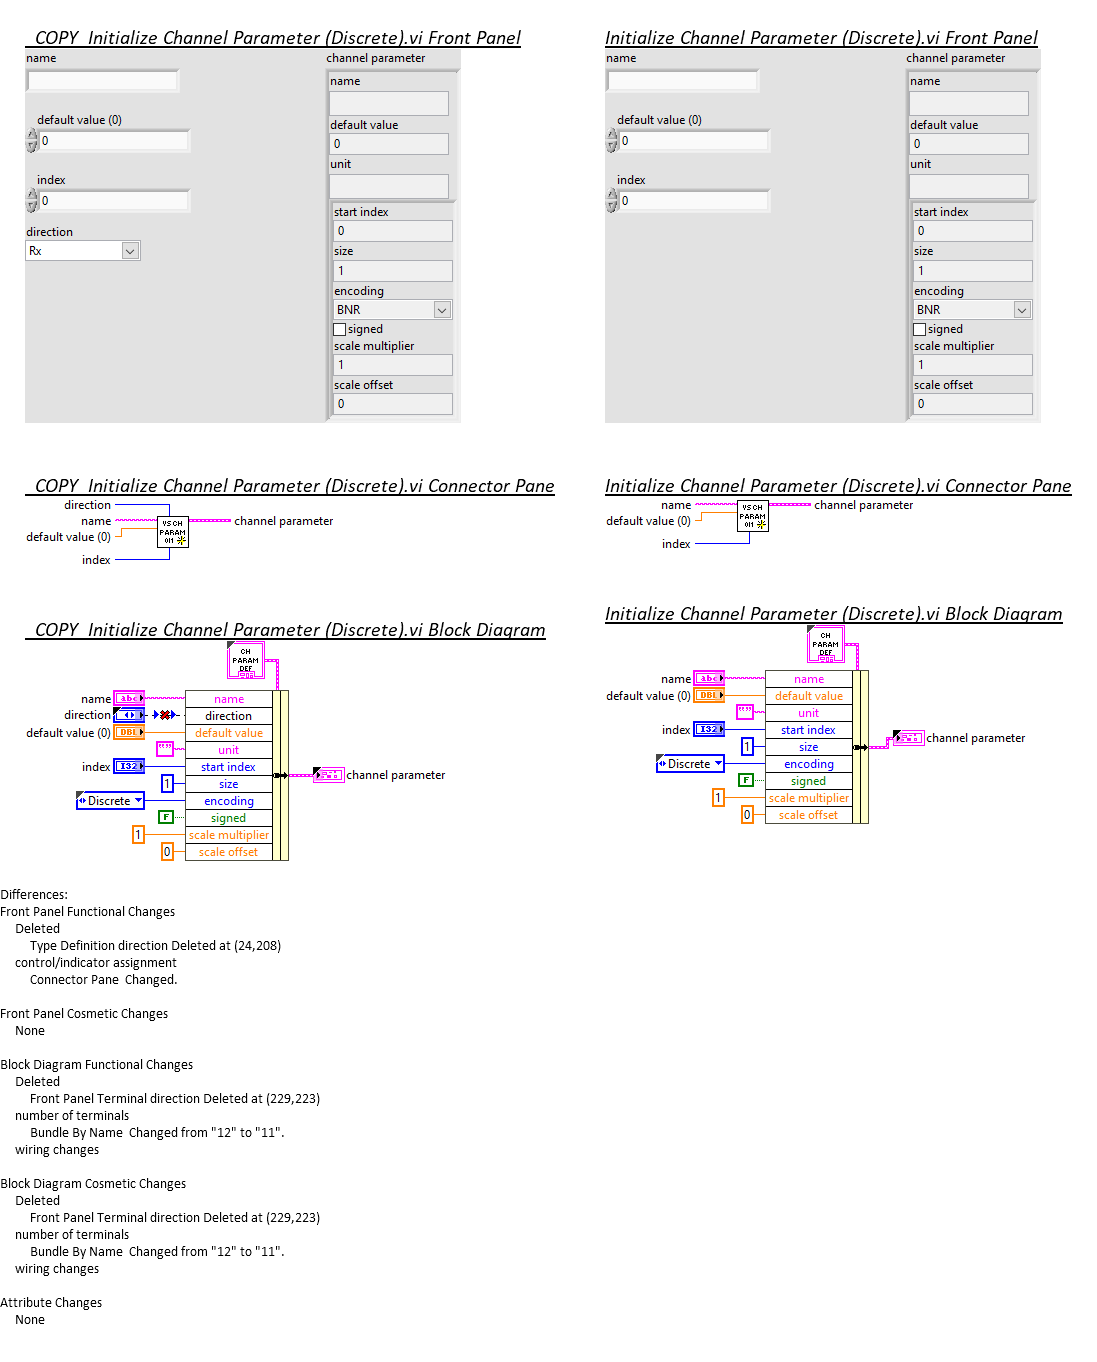 COPY  Initialize Channel Parameter (Discrete).vi Front Panel
name
channel parameter
name
default value (0)
0
default value
0
unit
index
0
start index
0
direction
Rx
size
1
encoding
BNR
signed
scale multiplier
1
scale offset
0
Initialize Channel Parameter (Discrete).vi Front Panel
name
channel parameter
name
default value (0)
0
default value
0
unit
index
0
start index
0
size
1
encoding
BNR
signed
scale multiplier
1
scale offset
0
COPY  Initialize Channel Parameter (Discrete).vi Connector Pane
direction
name
default value (0)
index
VS CH
PARAM
011
channel parameter
Initialize Channel Parameter (Discrete).vi Connector Pane
name
default value (0)
index
VS CH
PARAM
011
channel parameter
COPY  Initialize Channel Parameter (Discrete).vi Block Diagram
CH
PARAM
DEF
name abc name
direction direction
default value (0) DBL default value
"" unit
index I32 start index
1 size
Discrete encoding
F signed
1 scale multiplier
0 scale offset
channel parameter
Initialize Channel Parameter (Discrete).vi Block Diagram
CH
PARAM
DEF
name abc name
default value (0) DBL default value
"" unit
index I32 start index
1 size
Discrete encoding
F signed
1 scale multiplier
0 scale offset
channel parameter
Differences:
Front Panel Functional Changes
Deleted
Type Definition direction Deleted at (24,208)
control/indicator assignment
Connector Pane  Changed.
Front Panel Cosmetic Changes
None
Block Diagram Functional Changes
Deleted
Front Panel Terminal direction Deleted at (229,223)
number of terminals
Bundle By Name  Changed from "12" to "11".
wiring changes
Block Diagram Cosmetic Changes
Deleted
Front Panel Terminal direction Deleted at (229,223)
number of terminals
Bundle By Name  Changed from "12" to "11".
wiring changes
Attribute Changes
None